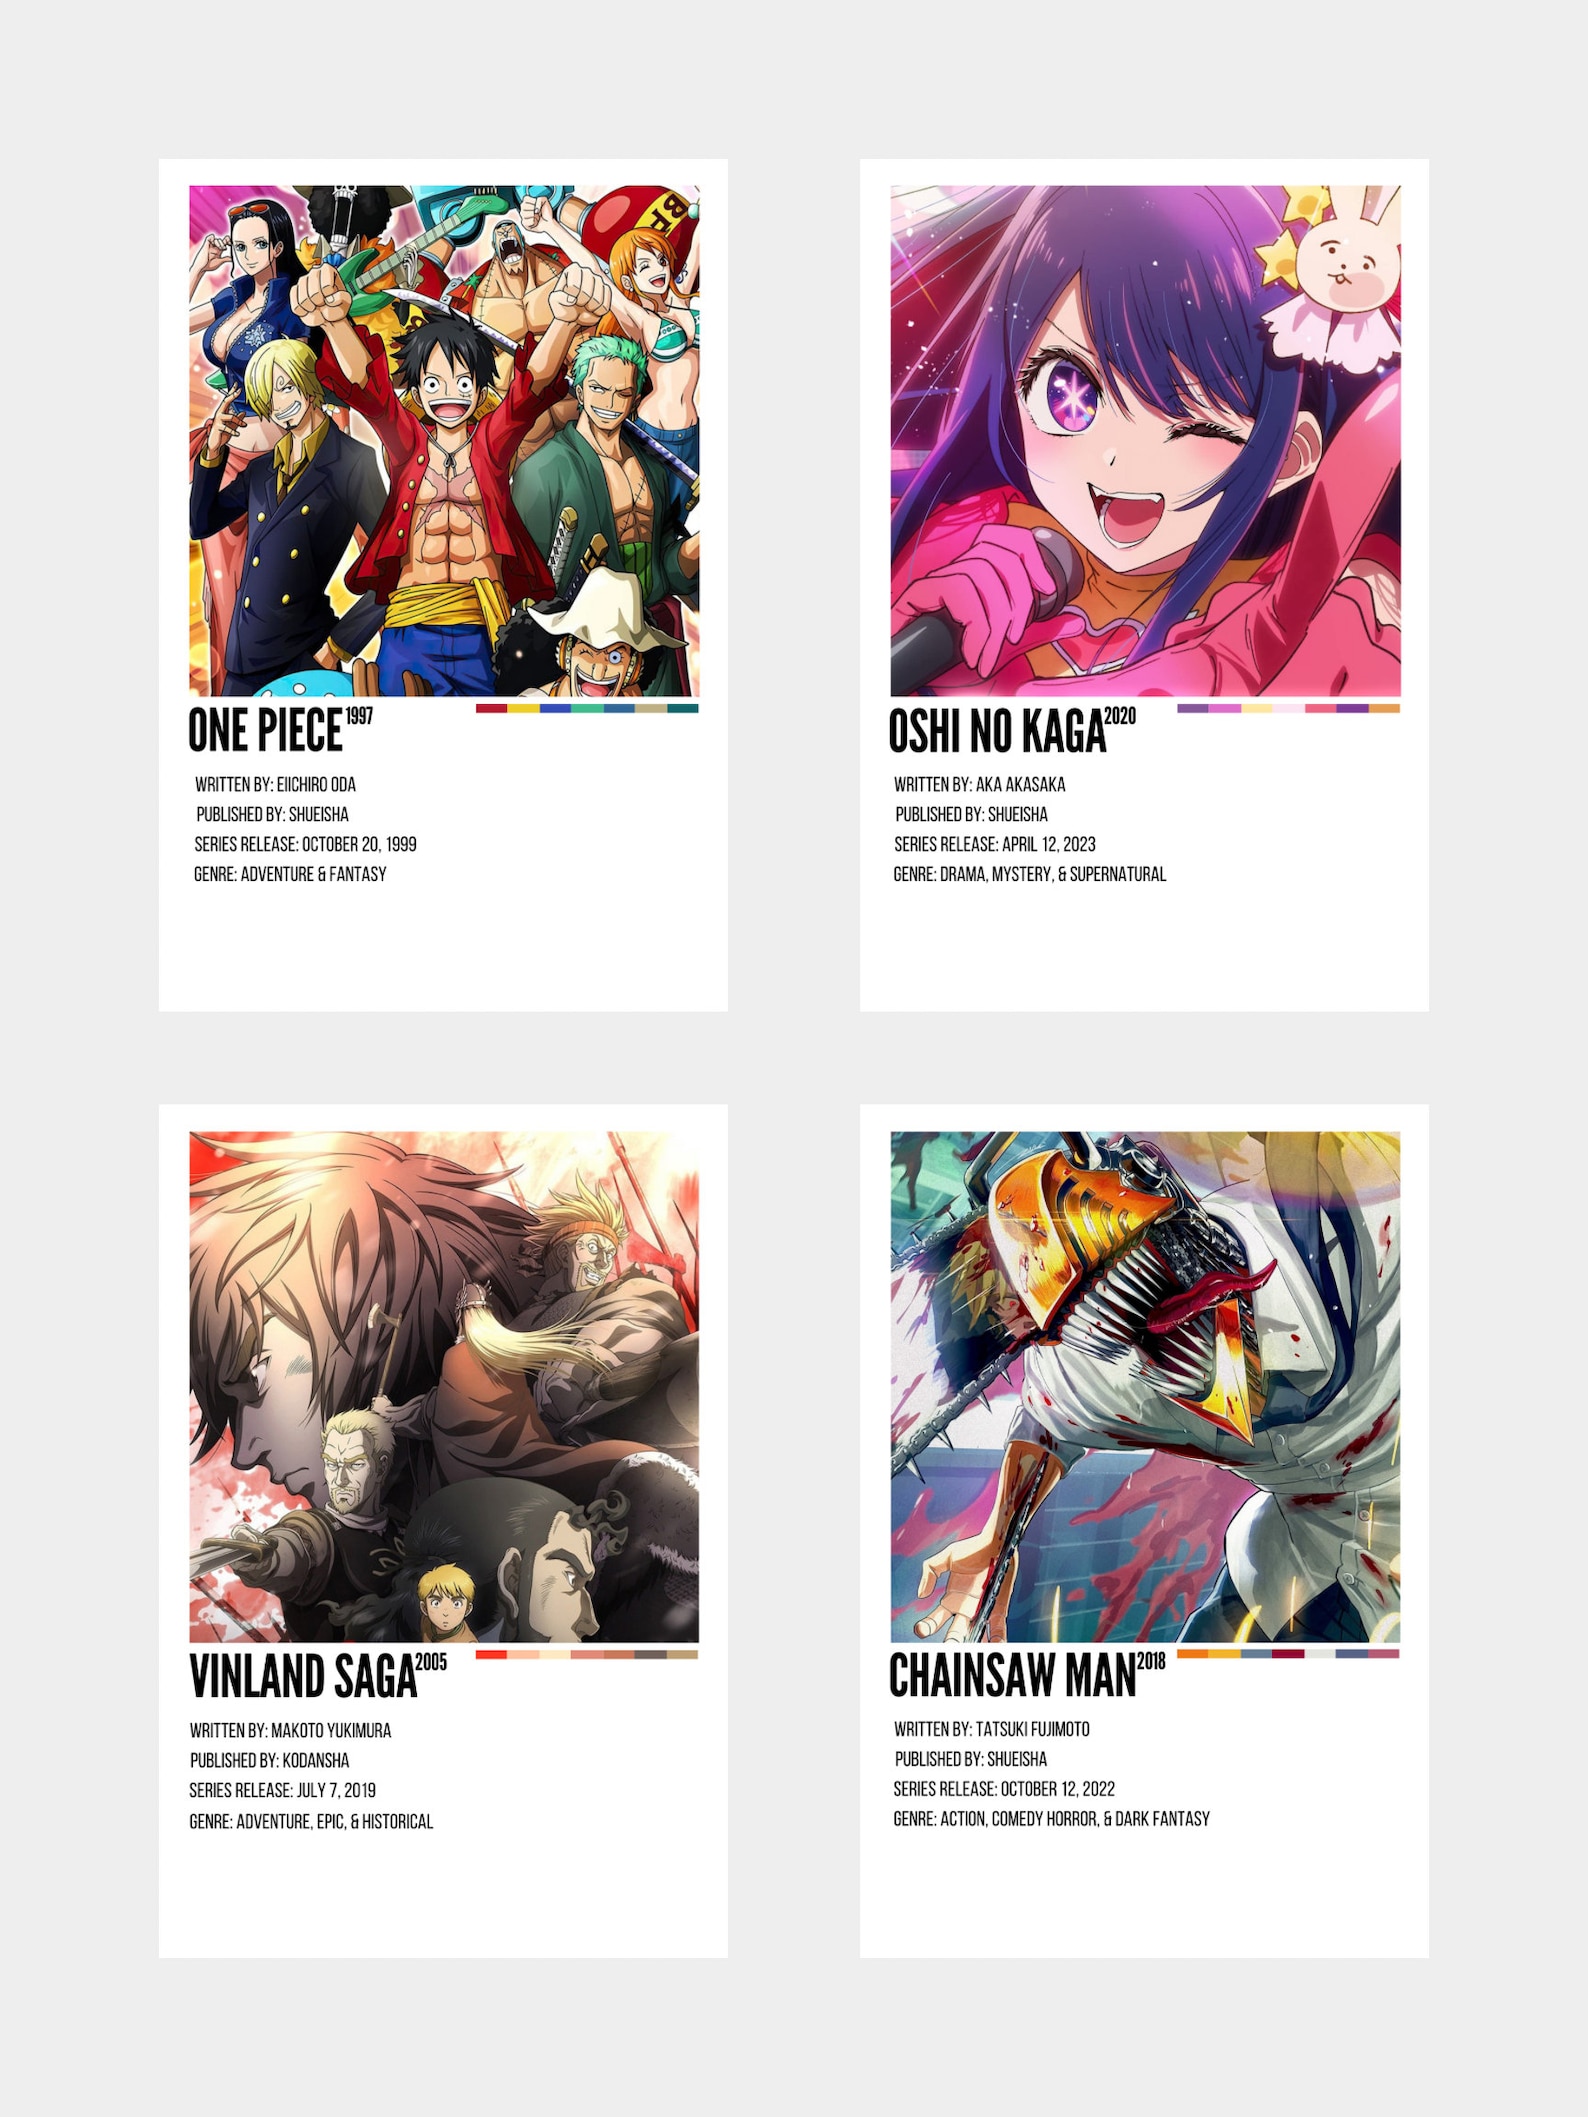 ONE PIECE 1997
WRITTEN BY: EIICHIRO ODA
PUBLISHED BY: SHUEISHA
SERIES RELEASE: OCTOBER 20, 1999
GENRE: ADVENTURE & FANTASY
OSHI NO KAGA 2020
WRITTEN BY: AKA AKASAKA
PUBLISHED BY: SHUEISHA
SERIES RELEASE: APRIL 12, 2023
GENRE: DRAMA, MYSTERY, & SUPERNATURAL
VINLAND SAGA 2005
WRITTEN BY: MAKOTO YUKIMURA
PUBLISHED BY: KODANSHA
SERIES RELEASE: JULY 7, 2019
GENRE: ADVENTURE, EPIC, & HISTORICAL
CHAINSAW MAN 2018
WRITTEN BY: TATSUKI FUJIMOTO
PUBLISHED BY: SHUEISHA
SERIES RELEASE: OCTOBER 12, 2022
GENRE: ACTION, COMEDY HORROR, & DARK FANTASY